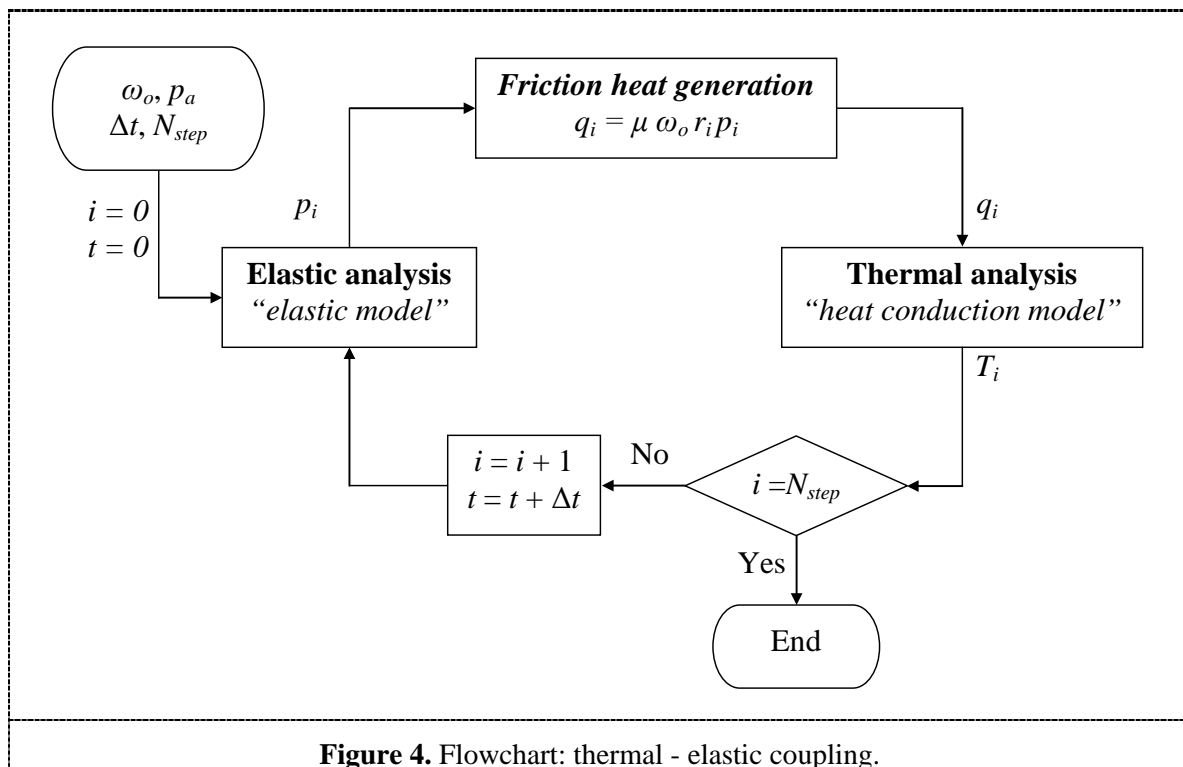 ω_o, p_a
Δt, N_step
i = 0
t = 0
Elastic analysis
“elastic model”
p_i
Friction heat generation
q_i = μ ω_o r_i p_i
q_i
Thermal analysis
“heat conduction model”
T_i
i =N_step
No
i = i + 1
t = t + Δt
Yes
End
Figure 4. Flowchart: thermal - elastic coupling.